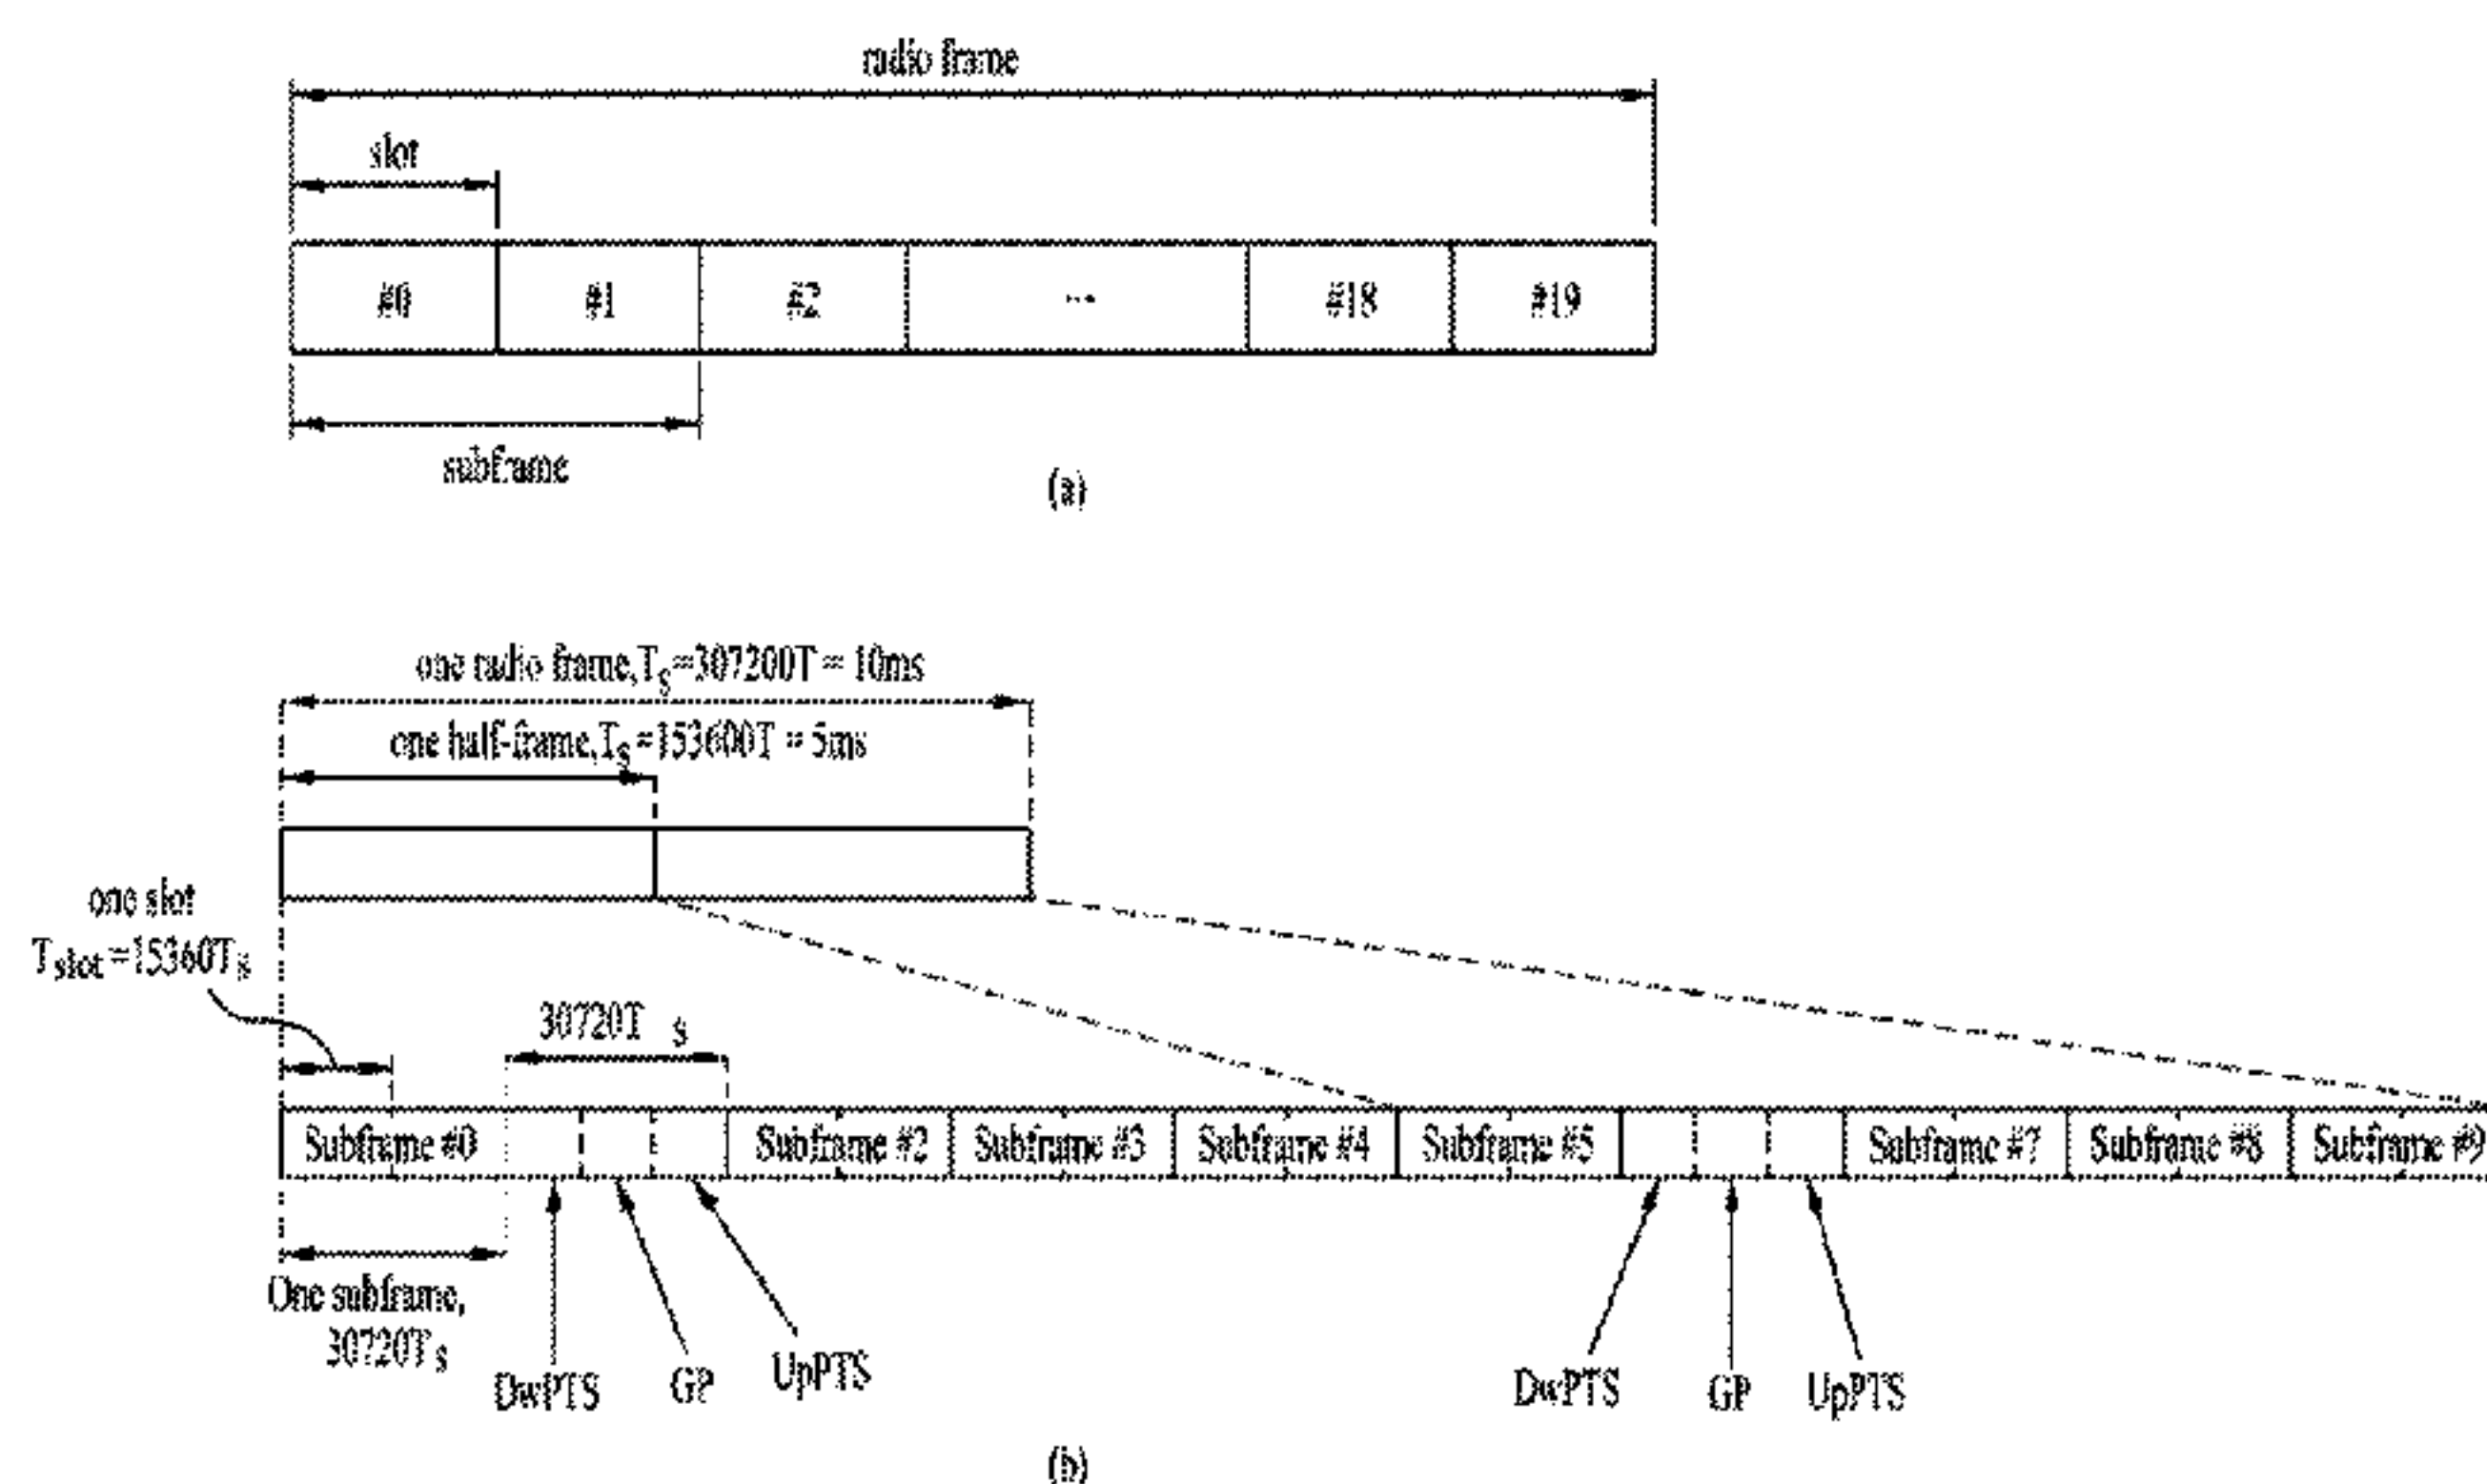 radio frame
slot
#0 #1 #2 ... #18 #19
subframe
(a)
one radio frame,TS=307200T = 10ms
one half-frame,TS=153600T = 5ms
one slot
Tslot=15360Ts
30720T S
Subframe #0 Subframe #2 Subframe #3 Subframe #4 Subframe #5 Subframe #7 Subframe #8 Subframe #9
One subframe,
30720Ts
DwPTS GP UpPTS DwPTS GP UpPTS
(b)